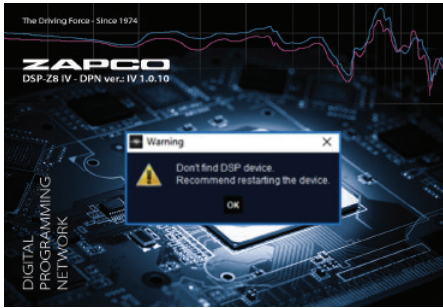 The Driving Force - Since 1974
ZAPCO
DSP-Z8 IV - DPN ver.: IV 1.0.10
Warning
Don't find DSP device.
Recommend restarting the device.
OK
DIGITAL
PROGRAMMING
NETWORK